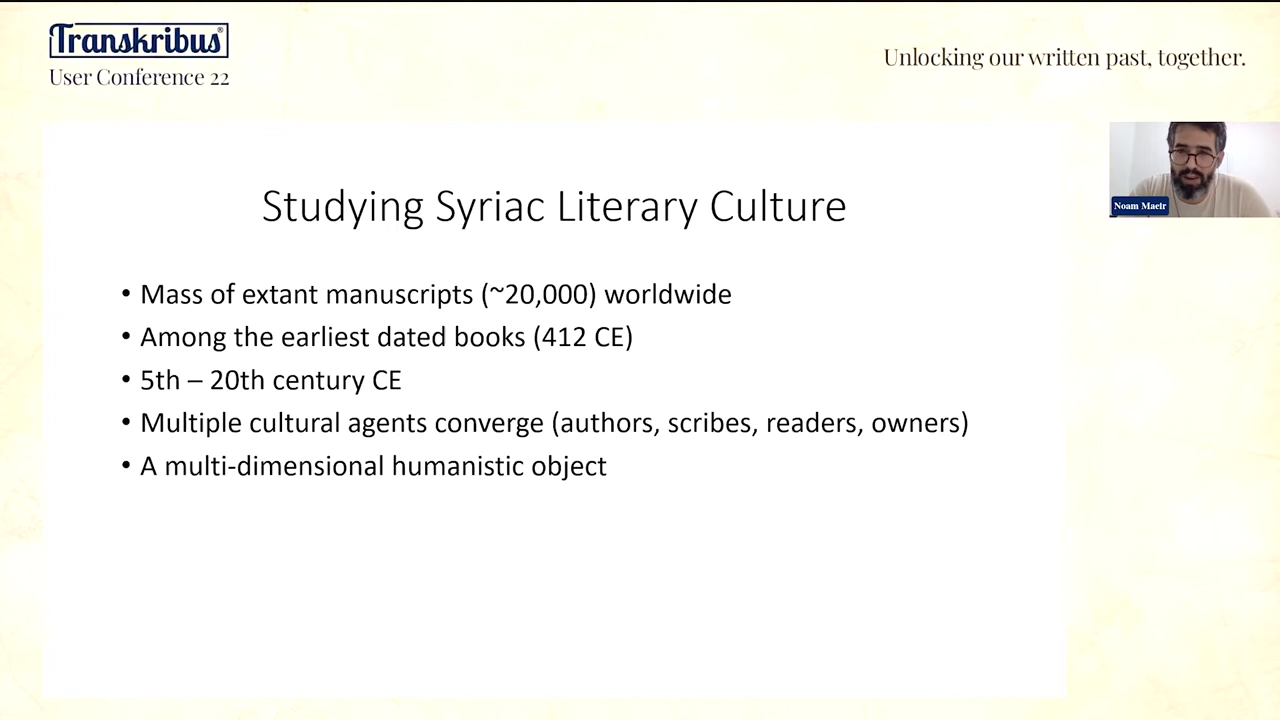 Transkribus®
User Conference 22
Unlocking our written past, together.
Noam Maeir
Studying Syriac Literary Culture
• Mass of extant manuscripts (~20,000) worldwide
• Among the earliest dated books (412 CE)
• 5th – 20th century CE
• Multiple cultural agents converge (authors, scribes, readers, owners)
• A multi-dimensional humanistic object